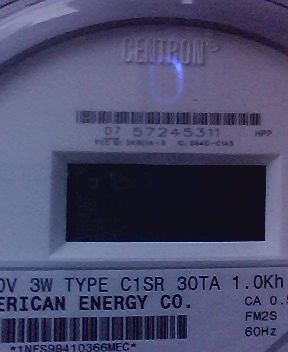 CENTRON®
07 57245311 HPP
0V 3W TYPE C1SR 30TA 1.0Kh
ERICAN ENERGY CO.
CA 0.5
FM2S
60Hz
*1NFS98410366MEC*